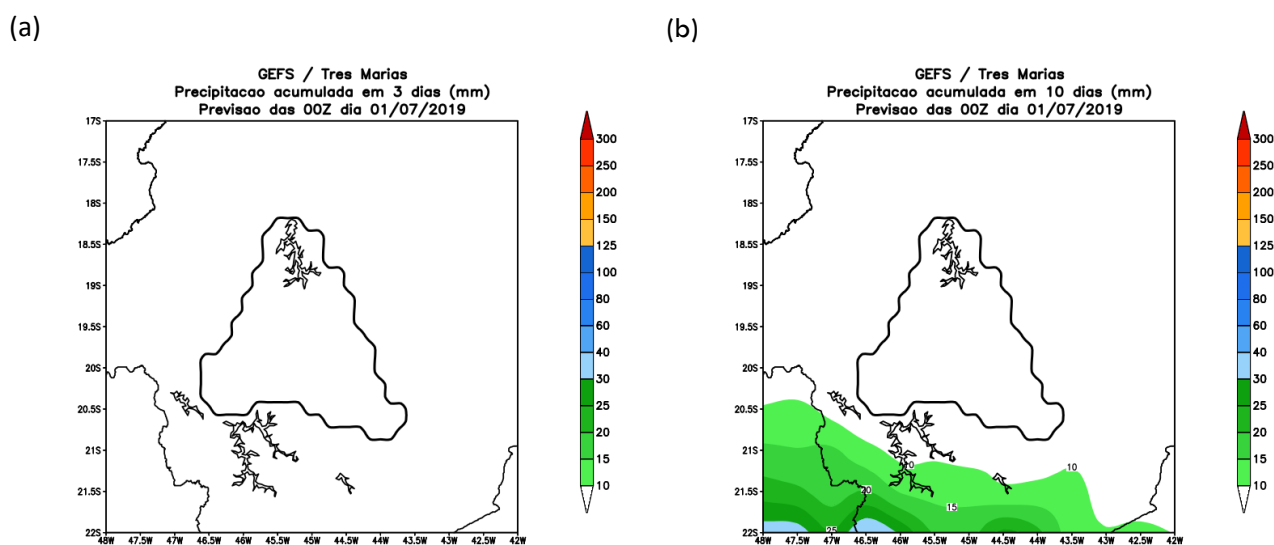 (a)
GEFS / Tres Marias
Precipitacao acumulada em 3 dias (mm)
Previsao das 00Z dia 01/07/2019
17S
17.5S
18S
18.5S
19S
19.5S
20S
20.5S
21S
21.5S
22S
48W 47.5W 47W 46.5W 46W 45.5W 45W 44.5W 44W 43.5W 43W 42.5W 42W
300
250
200
150
125
100
80
60
40
30
25
20
15
10
(b)
GEFS / Tres Marias
Precipitacao acumulada em 10 dias (mm)
Previsao das 00Z dia 01/07/2019
17S
17.5S
18S
18.5S
19S
19.5S
20S
20.5S
21S
21.5S
22S
10
10
20
15
25
48W 47.5W 47W 46.5W 46W 45.5W 45W 44.5W 44W 43.5W 43W 42.5W 42W
300
250
200
150
125
100
80
60
40
30
25
20
15
10